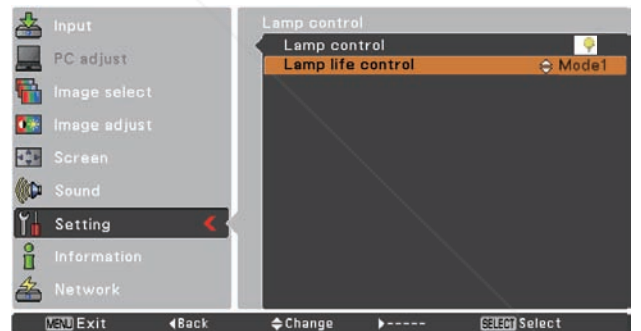 Input
PC adjust
Image select
Image adjust
Screen
Sound
Setting
Information
Network
Lamp control
Lamp control
Lamp life control Mode1
MENU Exit Back Change ----- SELECT Select